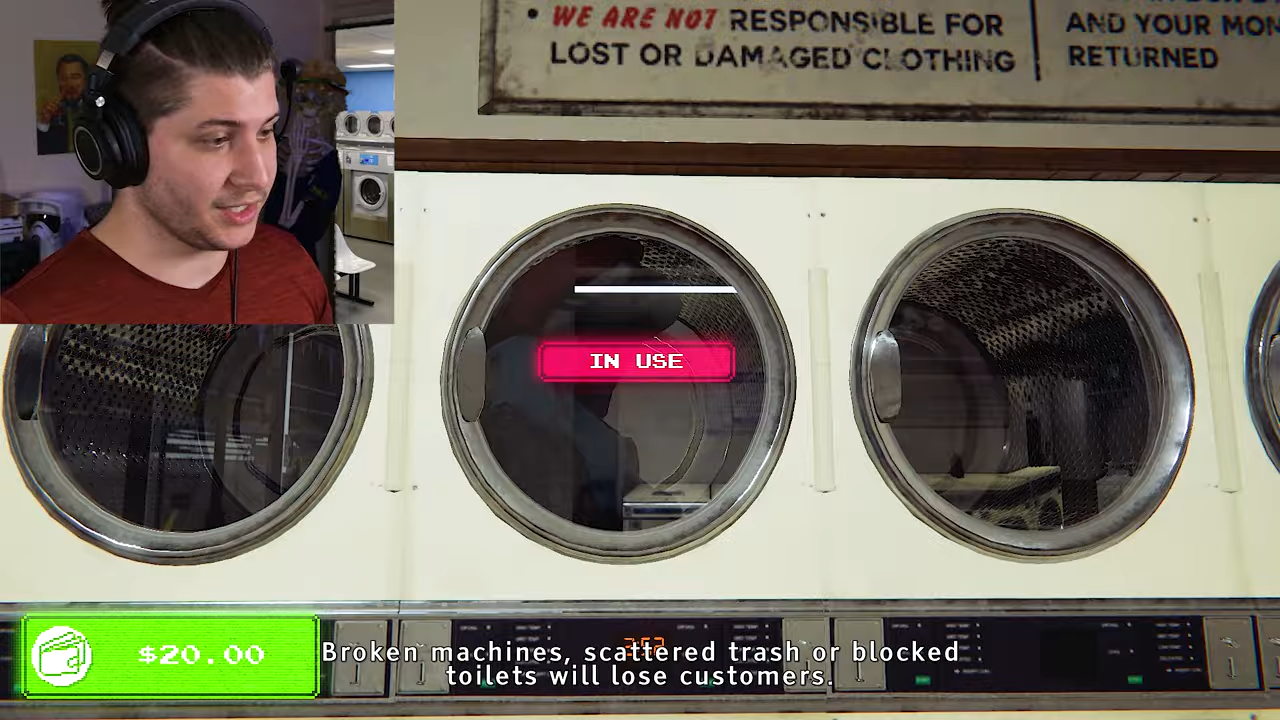 • WE ARE NOT RESPONSIBLE FOR
LOST OR DAMAGED CLOTHING
AND YOUR MON
RETURNED
IN USE
$20.00
Broken machines, scattered trash or blocked
toilets will lose customers.